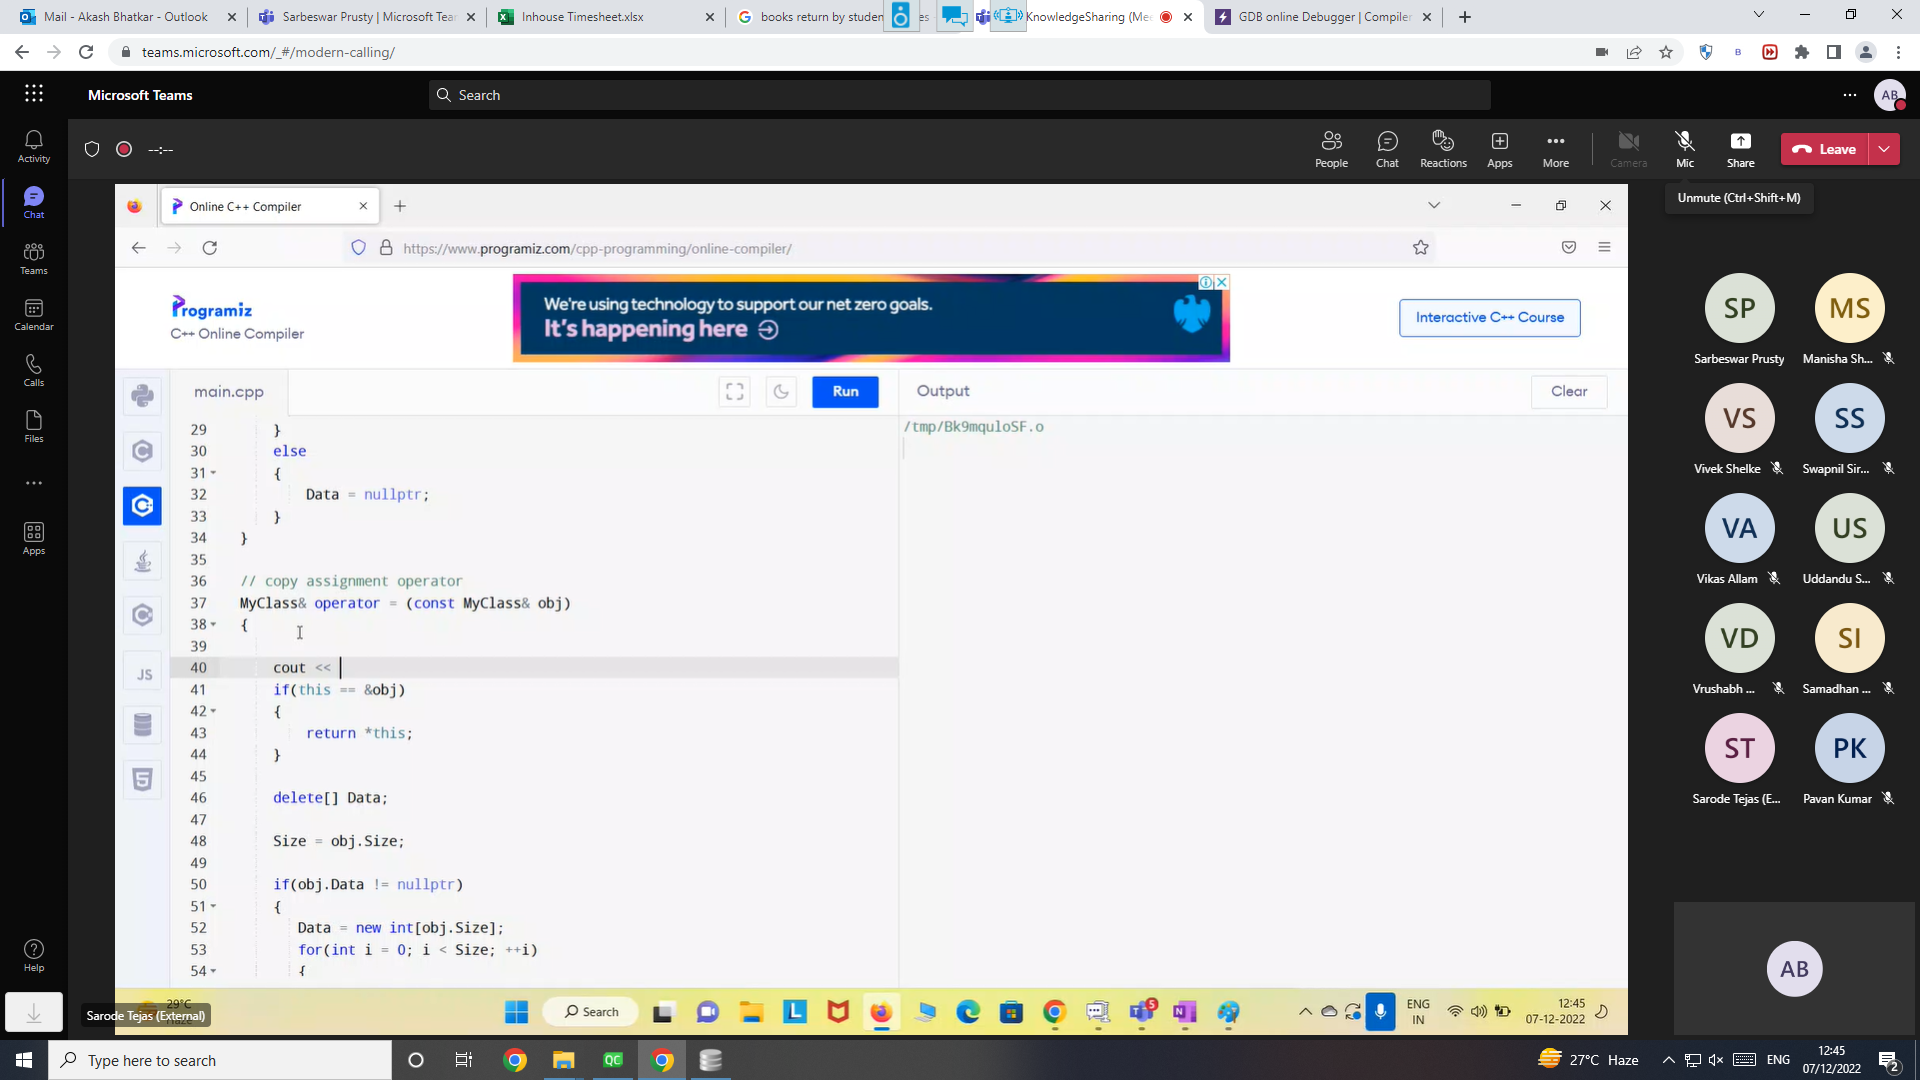 Mail - Akash Bhatkar - Outlook
Sarbeswar Prusty | Microsoft Tea
Inhouse Timesheet.xlsx
books return by studen
es
KnowledgeSharing (Me
GDB online Debugger | Compiler
teams.microsoft.com/_#/modern-calling/
Microsoft Teams
Search
AB
--:--
People
Chat
Reactions
Apps
More
Camera
Mic
Share
Leave
Unmute (Ctrl+Shift+M)
Activity
Chat
Teams
Calendar
Calls
Files
Apps
Help
Online C++ Compiler
https://www.programiz.com/cpp-programming/online-compiler/
Programiz
C++ Online Compiler
We're using technology to support our net zero goals.
It's happening here
Interactive C++ Course
main.cpp
Run
Output
Clear
/tmp/Bk9mquloSF.o
JS
29 }
30 else
31 {
32 Data = nullptr;
33 }
34 }
35
36 // copy assignment operator
37 MyClass& operator = (const MyClass& obj)
38 {
39
40 cout <<
41 if(this == &obj)
42 {
43 return *this;
44 }
45
46 delete[] Data;
47
48 Size = obj.Size;
49
50 if(obj.Data != nullptr)
51 {
52 Data = new int[obj.Size];
53 for(int i = 0; i < Size; ++i)
54 {
SP
Sarbeswar Prusty
MS
Manisha Sh...
VS
Vivek Shelke
SS
Swapnil Sir...
VA
Vikas Allam
US
Uddandu S...
VD
Vrushabh ...
SI
Samadhan ...
ST
Sarode Tejas (E...
PK
Pavan Kumar
AB
29°C
Haze
Sarode Tejas (External)
Search
L
5
ENG
IN
12:45
07-12-2022
Type here to search
QC
27°C Haze
ENG
12:45
07/12/2022
2